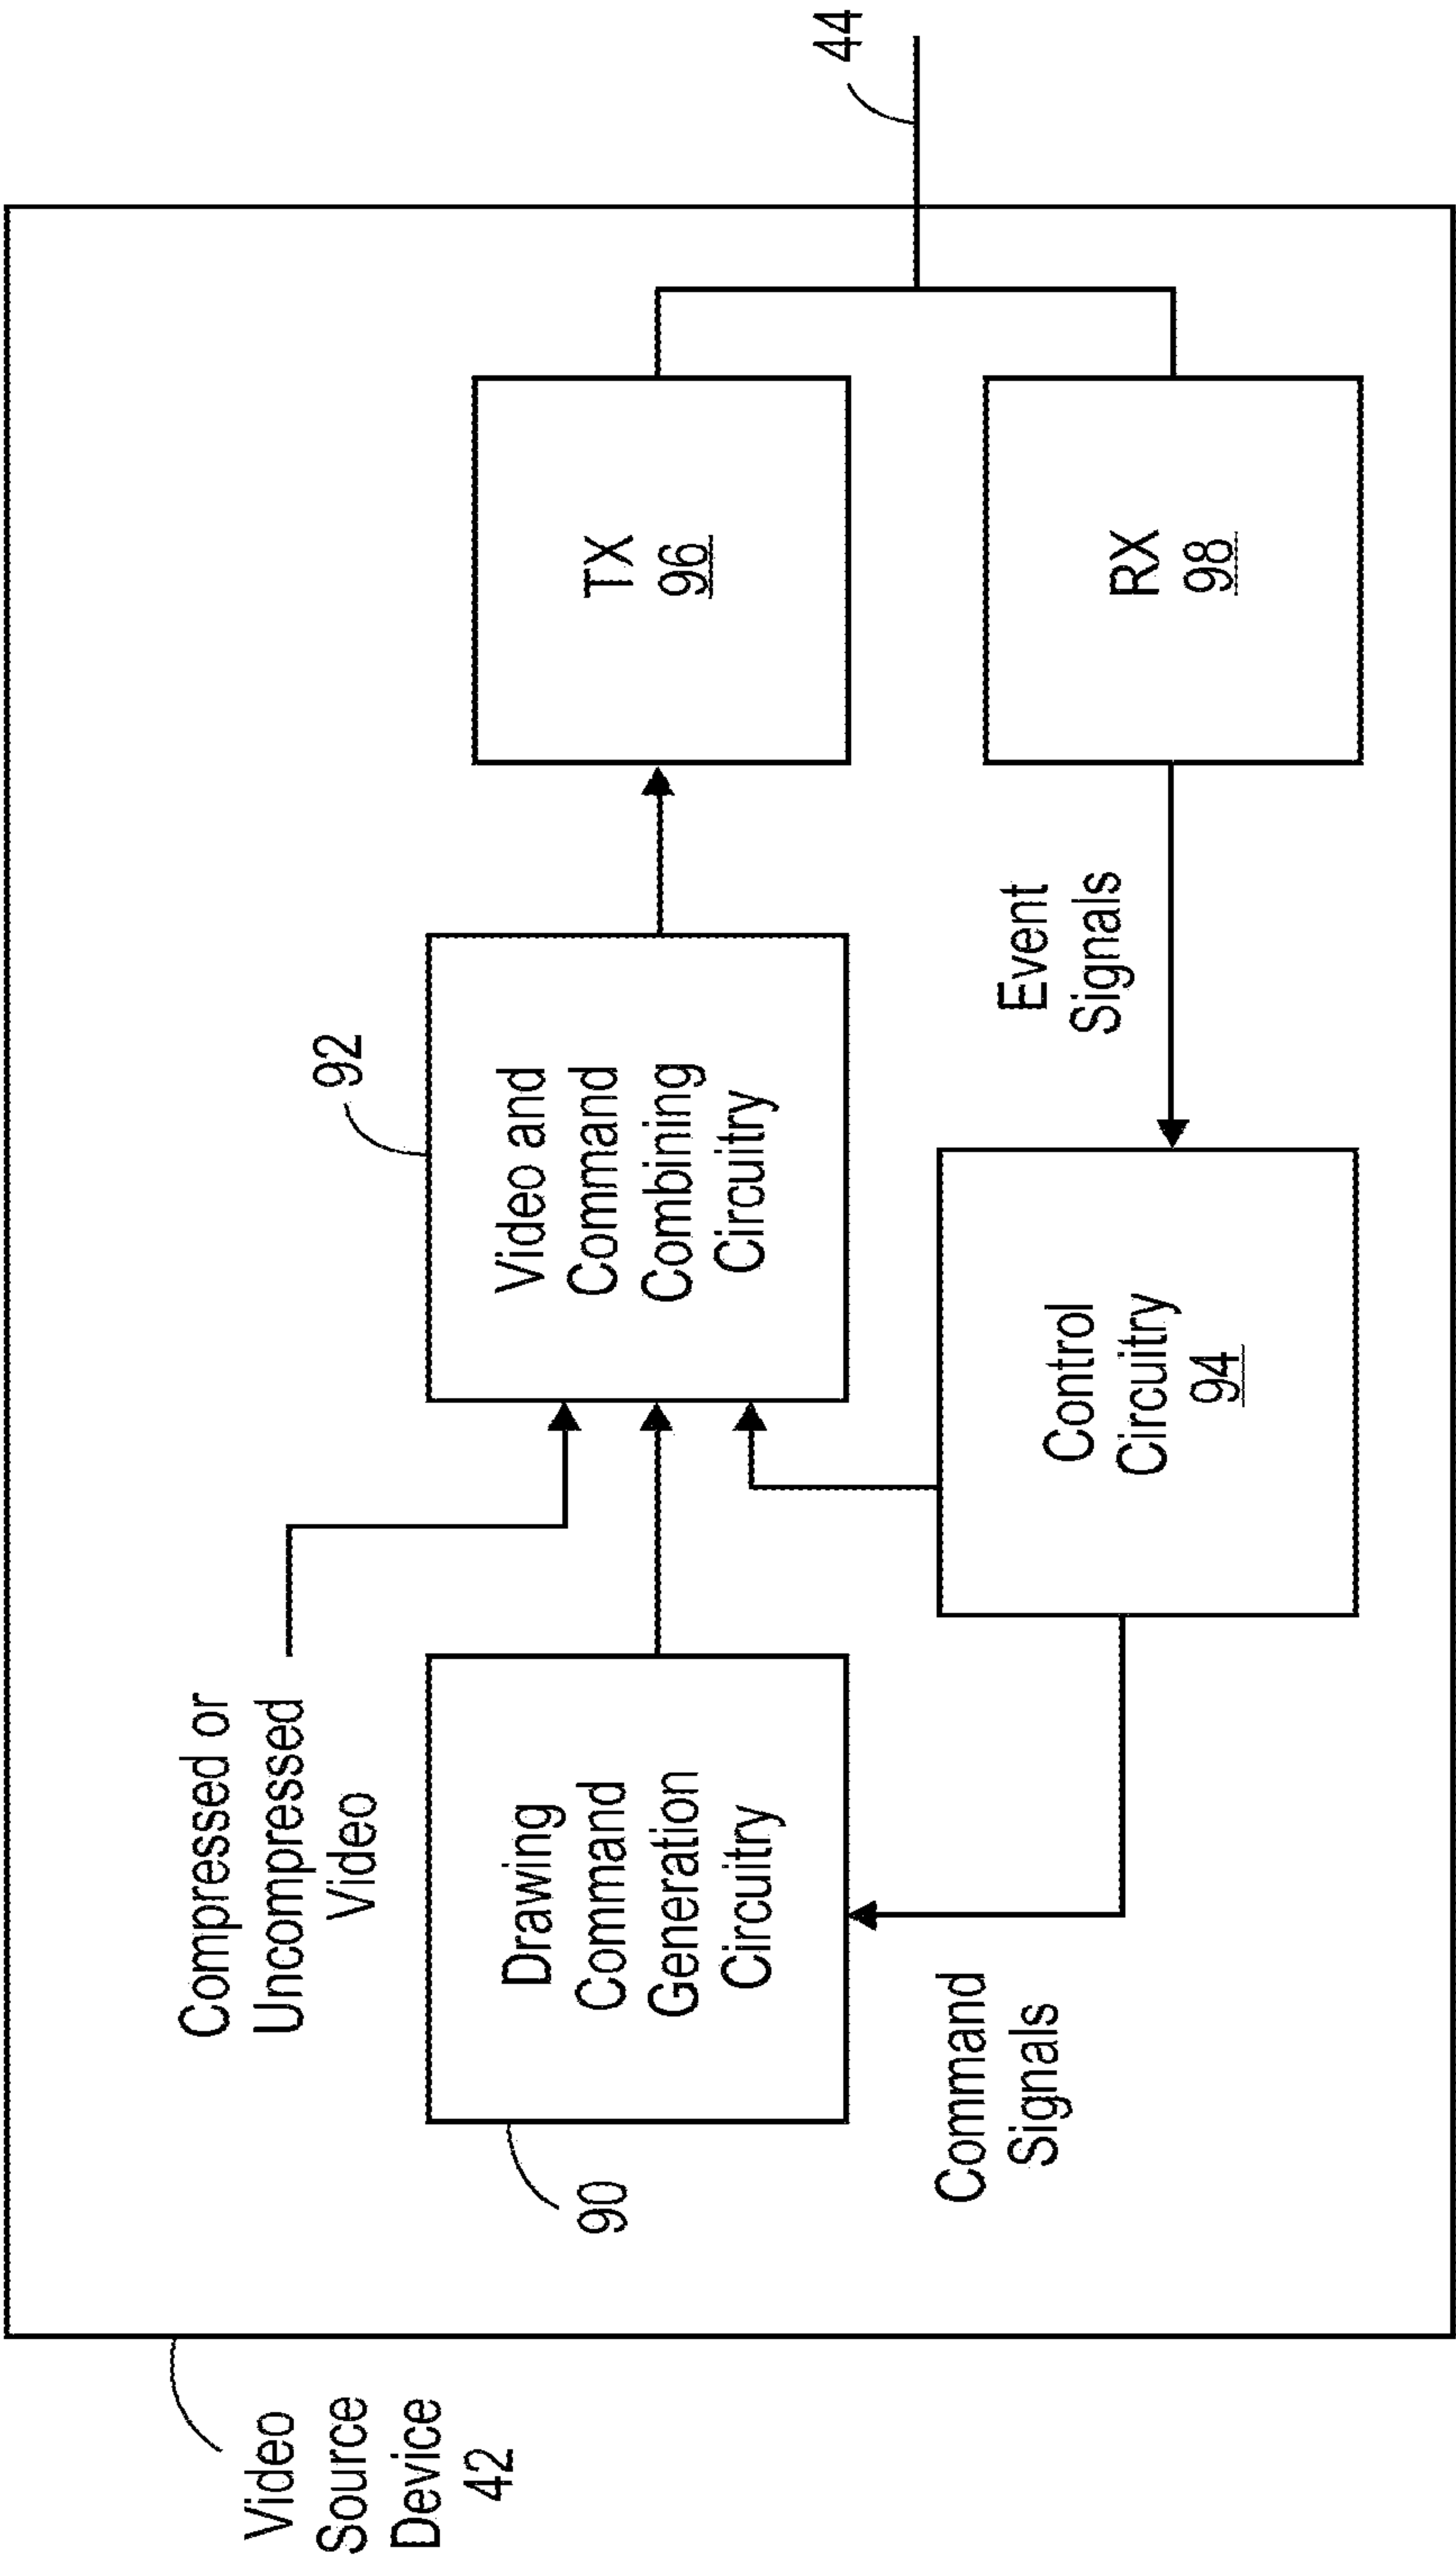 Video
Source
Device
42
Compressed or
Uncompressed
Video
92
44
Drawing
Command
Generation
Circuitry
90
Video and
Command
Combining
Circuitry
TX
96
Command
Signals
Control
Circuitry
94
Event
Signals
RX
98